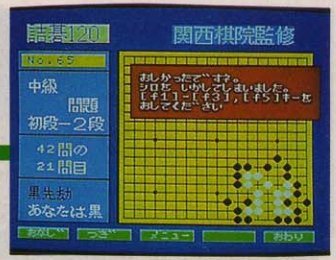 詰碁120
関西棋院監修
No.65
中級
問題
初段－2段
42問の
21問目
黒先劫
あなたは黒
おしかったで゛すネ。
シロを いかしてしまいました。
[f1]-[f3],[f5]キーを
おしてくだ゛さい
おなじ゛
つぎ゛
メニュー
おわり